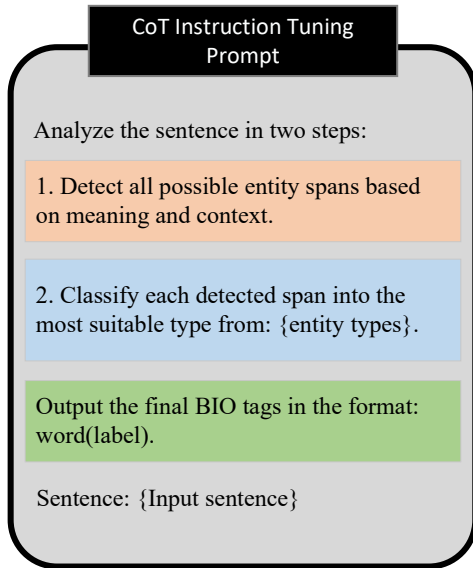 CoT Instruction Tuning
Prompt
Analyze the sentence in two steps:
1. Detect all possible entity spans based
on meaning and context.
2. Classify each detected span into the
most suitable type from: {entity types}.
Output the final BIO tags in the format:
word(label).
Sentence: {Input sentence}